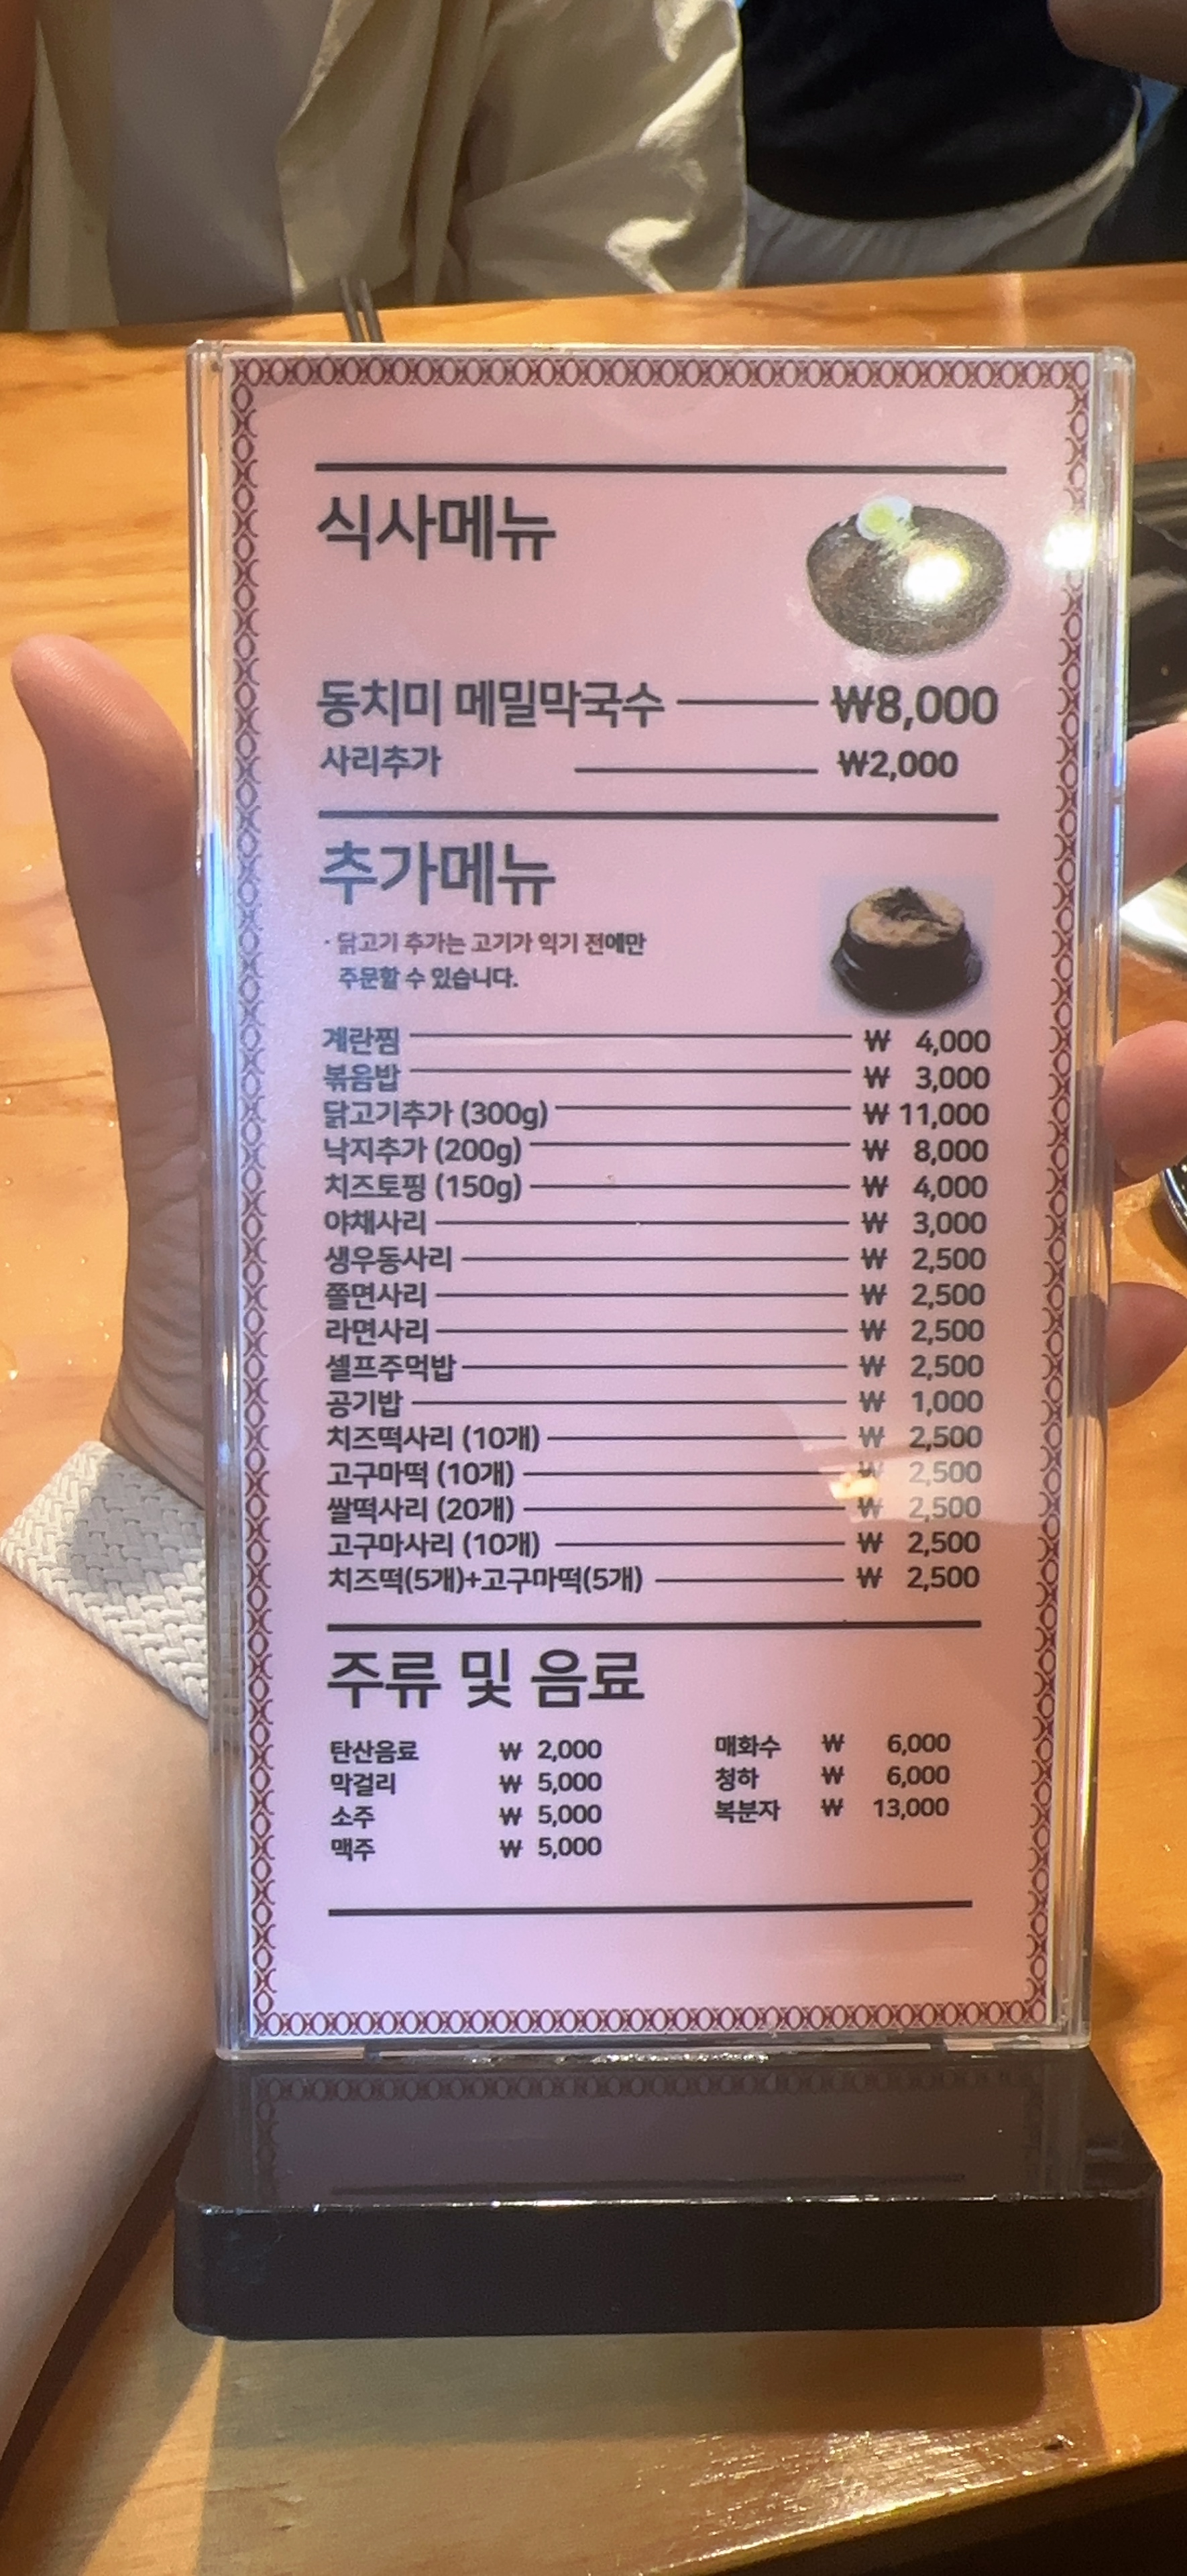 식사메뉴
동치미 메밀막국수 ₩8,000
사리추가 ₩2,000
추가메뉴
· 닭고기 추가는 고기가 익기 전에만
주문할 수 있습니다.
계란찜 ₩ 4,000
볶음밥 ₩ 3,000
닭고기추가 (300g) ₩ 11,000
낙지추가 (200g) ₩ 8,000
치즈토핑 (150g) ₩ 4,000
야채사리 ₩ 3,000
생우동사리 ₩ 2,500
쫄면사리 ₩ 2,500
라면사리 ₩ 2,500
셀프주먹밥 ₩ 2,500
공기밥 ₩ 1,000
치즈떡사리 (10개) ₩ 2,500
고구마떡 (10개) ₩ 2,500
쌀떡사리 (20개) ₩ 2,500
고구마사리 (10개) ₩ 2,500
치즈떡(5개)+고구마떡(5개) ₩ 2,500
주류 및 음료
탄산음료 ₩ 2,000
막걸리 ₩ 5,000
소주 ₩ 5,000
맥주 ₩ 5,000
매화수 ₩ 6,000
청하 ₩ 6,000
복분자 ₩ 13,000